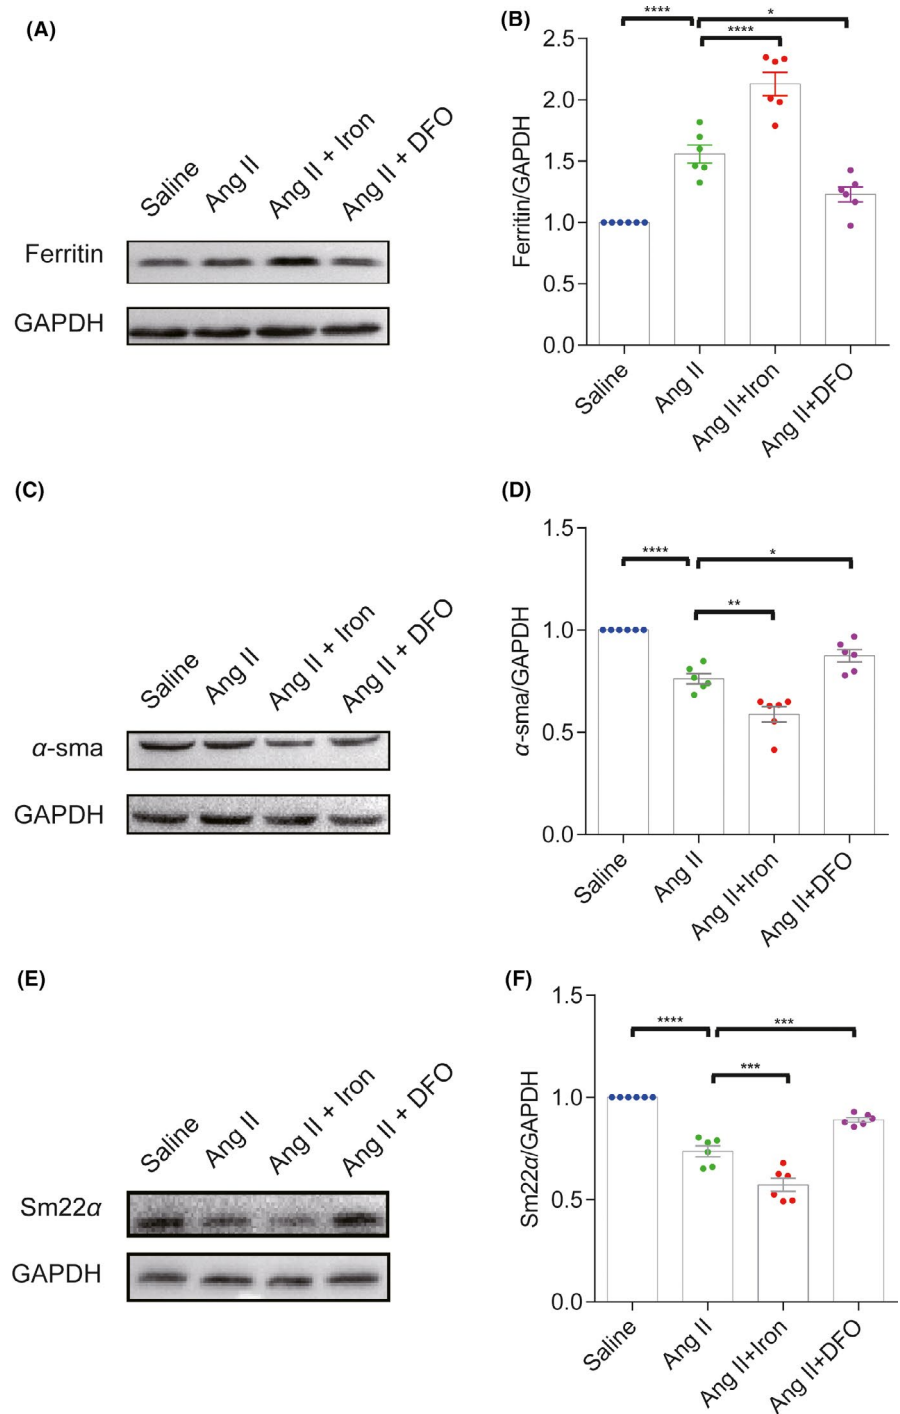 (A)
Saline
Ang II
Ang II + Iron
Ang II + DFO
Ferritin
GAPDH
(B)
**** *
****
Ferritin/GAPDH
2.5
2.0
1.5
1.0
0.5
0.0
Saline
Ang II
Ang II+Iron
Ang II+DFO
(C)
Saline
Ang II
Ang II + Iron
Ang II + DFO
α-sma
GAPDH
(D)
**** *
**
α-sma/GAPDH
1.5
1.0
0.5
0.0
Saline
Ang II
Ang II+Iron
Ang II+DFO
(E)
Saline
Ang II
Ang II + Iron
Ang II + DFO
Sm22α
GAPDH
(F)
**** ***
***
Sm22α/GAPDH
1.5
1.0
0.5
0.0
Saline
Ang II
Ang II+Iron
Ang II+DFO